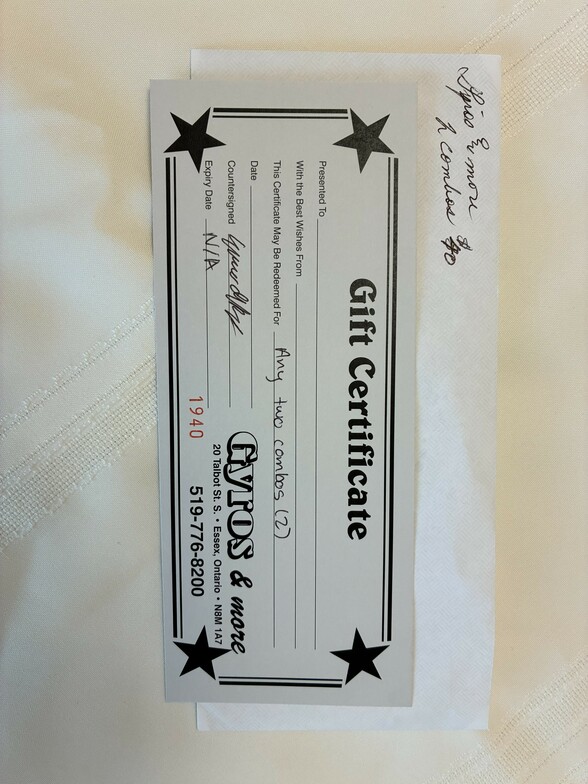 Gyros & more
2 combos $40
Gift Certificate
Presented To
With the Best Wishes From
This Certificate May Be Redeemed For Any two combos (2)
Date
Countersigned
Expiry Date N/A
1940
Gyros & more
20 Talbot St. S. • Essex, Ontario • N8M 1A7
519-776-8200